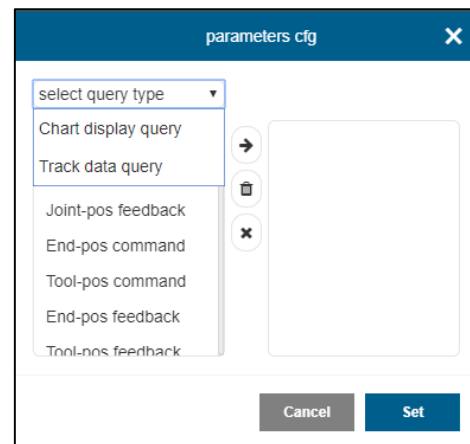 parameters cfg
select query type
Chart display query
Track data query
Joint-pos feedback
End-pos command
Tool-pos command
End-pos feedback
Tool-pos feedback
Cancel
Set